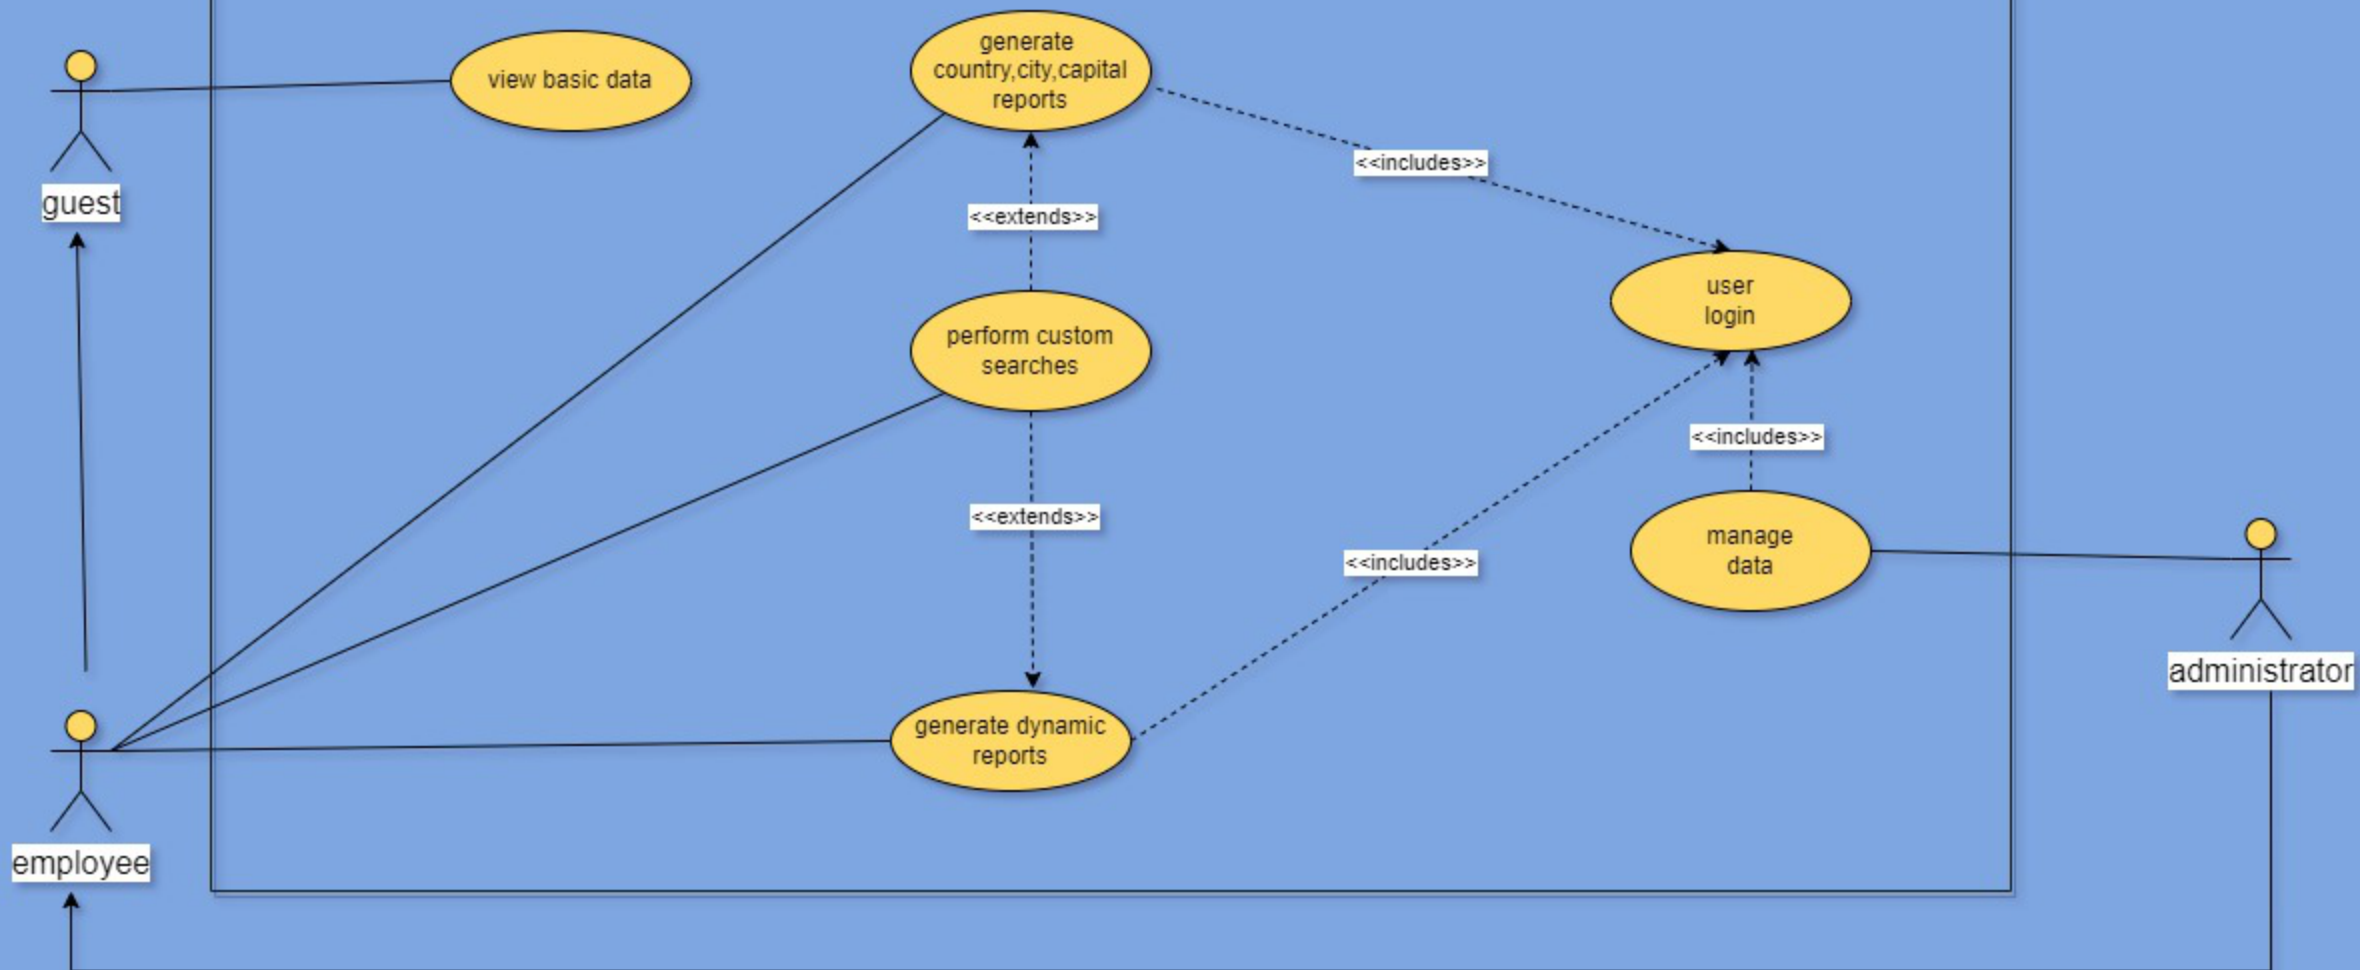 view basic data
generate
country,city,capital
reports
<<includes>>
guest
<<extends>>
user
login
perform custom
searches
<<includes>>
<<extends>>
<<includes>>
manage
data
administrator
generate dynamic
reports
employee